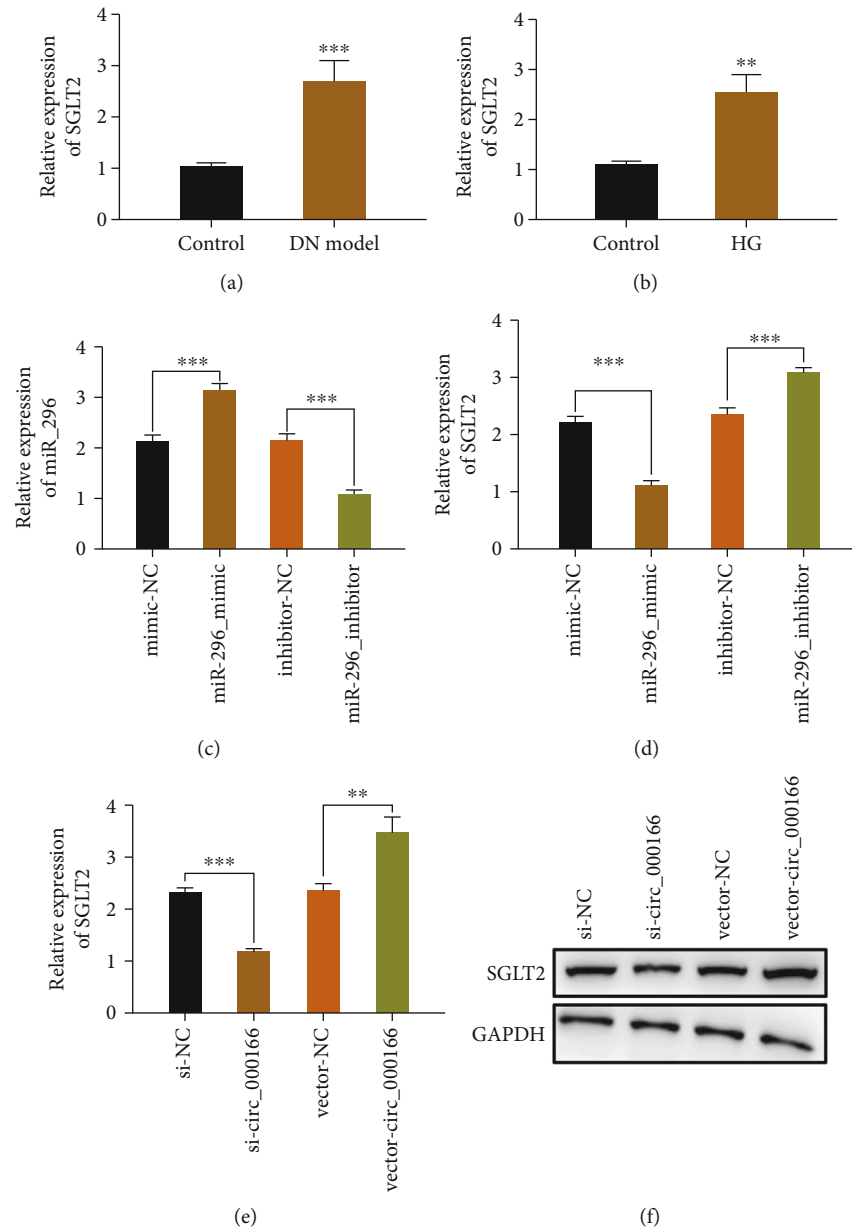 Relative expression
of SGLT2
4
3
2
1
0
***
Control
DN model
(a)
Relative expression
of SGLT2
4
3
2
1
0
**
Control
HG
(b)
Relative expression
of miR_296
4
3
2
1
0
***
***
mimic-NC
miR-296_mimic
inhibitor-NC
miR-296_inhibitor
(c)
Relative expression
of SGLT2
4
3
2
1
0
***
***
mimic-NC
miR-296_mimic
inhibitor-NC
miR-296_inhibitor
(d)
Relative expression
of SGLT2
4
3
2
1
0
***
**
si-NC
si-circ_000166
vector-NC
vector-circ_000166
(e)
si-NC
si-circ_000166
vector-NC
vector-circ_000166
SGLT2
GAPDH
(f)